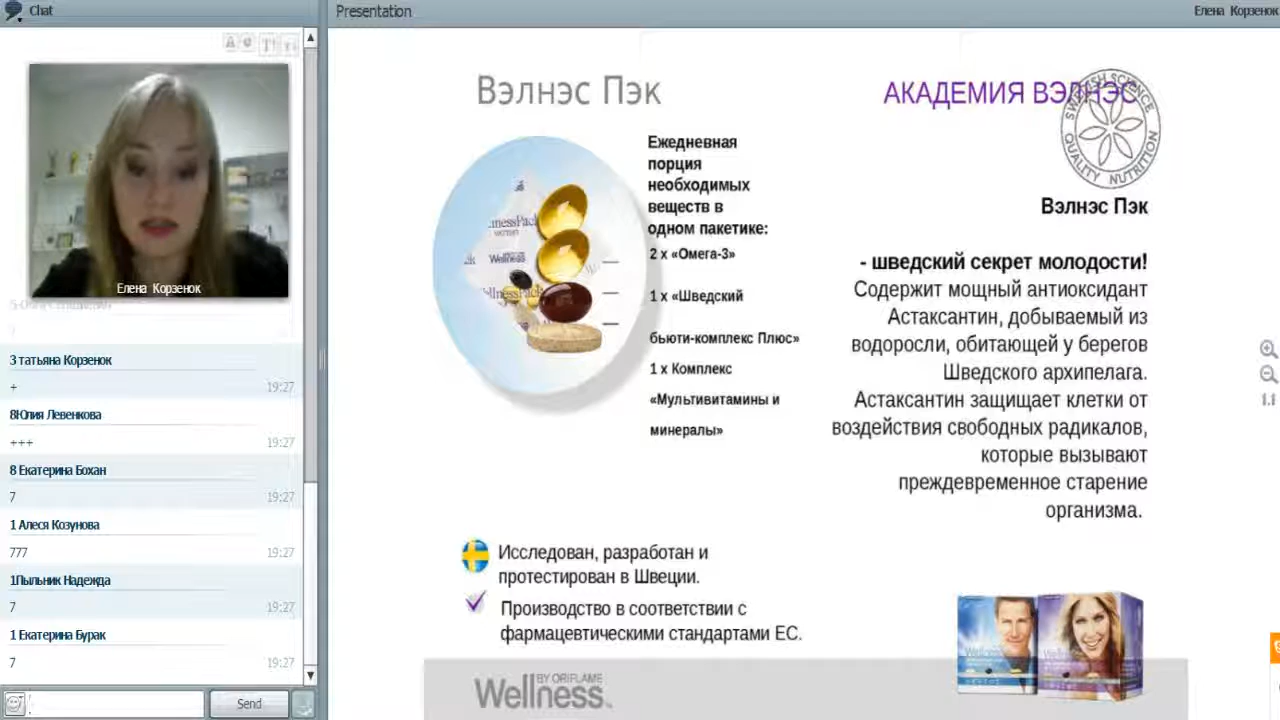 Chat
Елена Корзенок
3 татьяна Корзенок
+
19:27
8Юлия Левенкова
+++
19:27
8 Екатерина Бохан
7
19:27
1 Алеся Козунова
777
19:27
1Пыльник Надежда
7
19:27
1 Екатерина Бурак
7
19:27
Send
Presentation
Елена Корзенок
Вэлнэс Пэк
АКАДЕМИЯ ВЭЛНЭС
SWEDISH SCIENCE
QUALITY NUTRITION
Ежедневная
порция
необходимых
веществ в
одном пакетике:
2 x «Омега-3»
1 x «Шведский
бьюти-комплекс Плюс»
1 x Комплекс
«Мультивитамины и
минералы»
Wellness
Вэлнэс Пэк
- шведский секрет молодости!
Содержит мощный антиоксидант
Астаксантин, добываемый из
водоросли, обитающей у берегов
Шведского архипелага.
Астаксантин защищает клетки от
воздействия свободных радикалов,
которые вызывают
преждевременное старение
организма.
Исследован, разработан и
протестирован в Швеции.
Производство в соответствии с
фармацевтическими стандартами ЕС.
BY ORIFLAME
Wellness
1.1